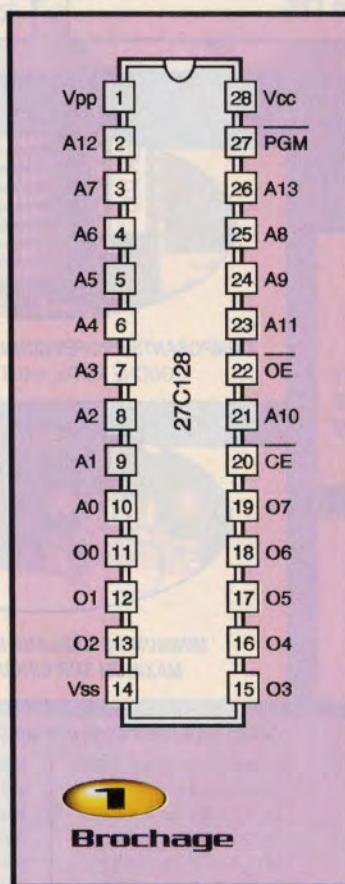 Vpp 1 28 Vcc
A12 2 27 PGM
A7 3 26 A13
A6 4 25 A8
A5 5 24 A9
A4 6 23 A11
A3 7 22 OE
A2 8 21 A10
A1 9 20 CE
A0 10 19 O7
O0 11 18 O6
O1 12 17 O5
O2 13 16 O4
Vss 14 15 O3
27C128
1
Brochage